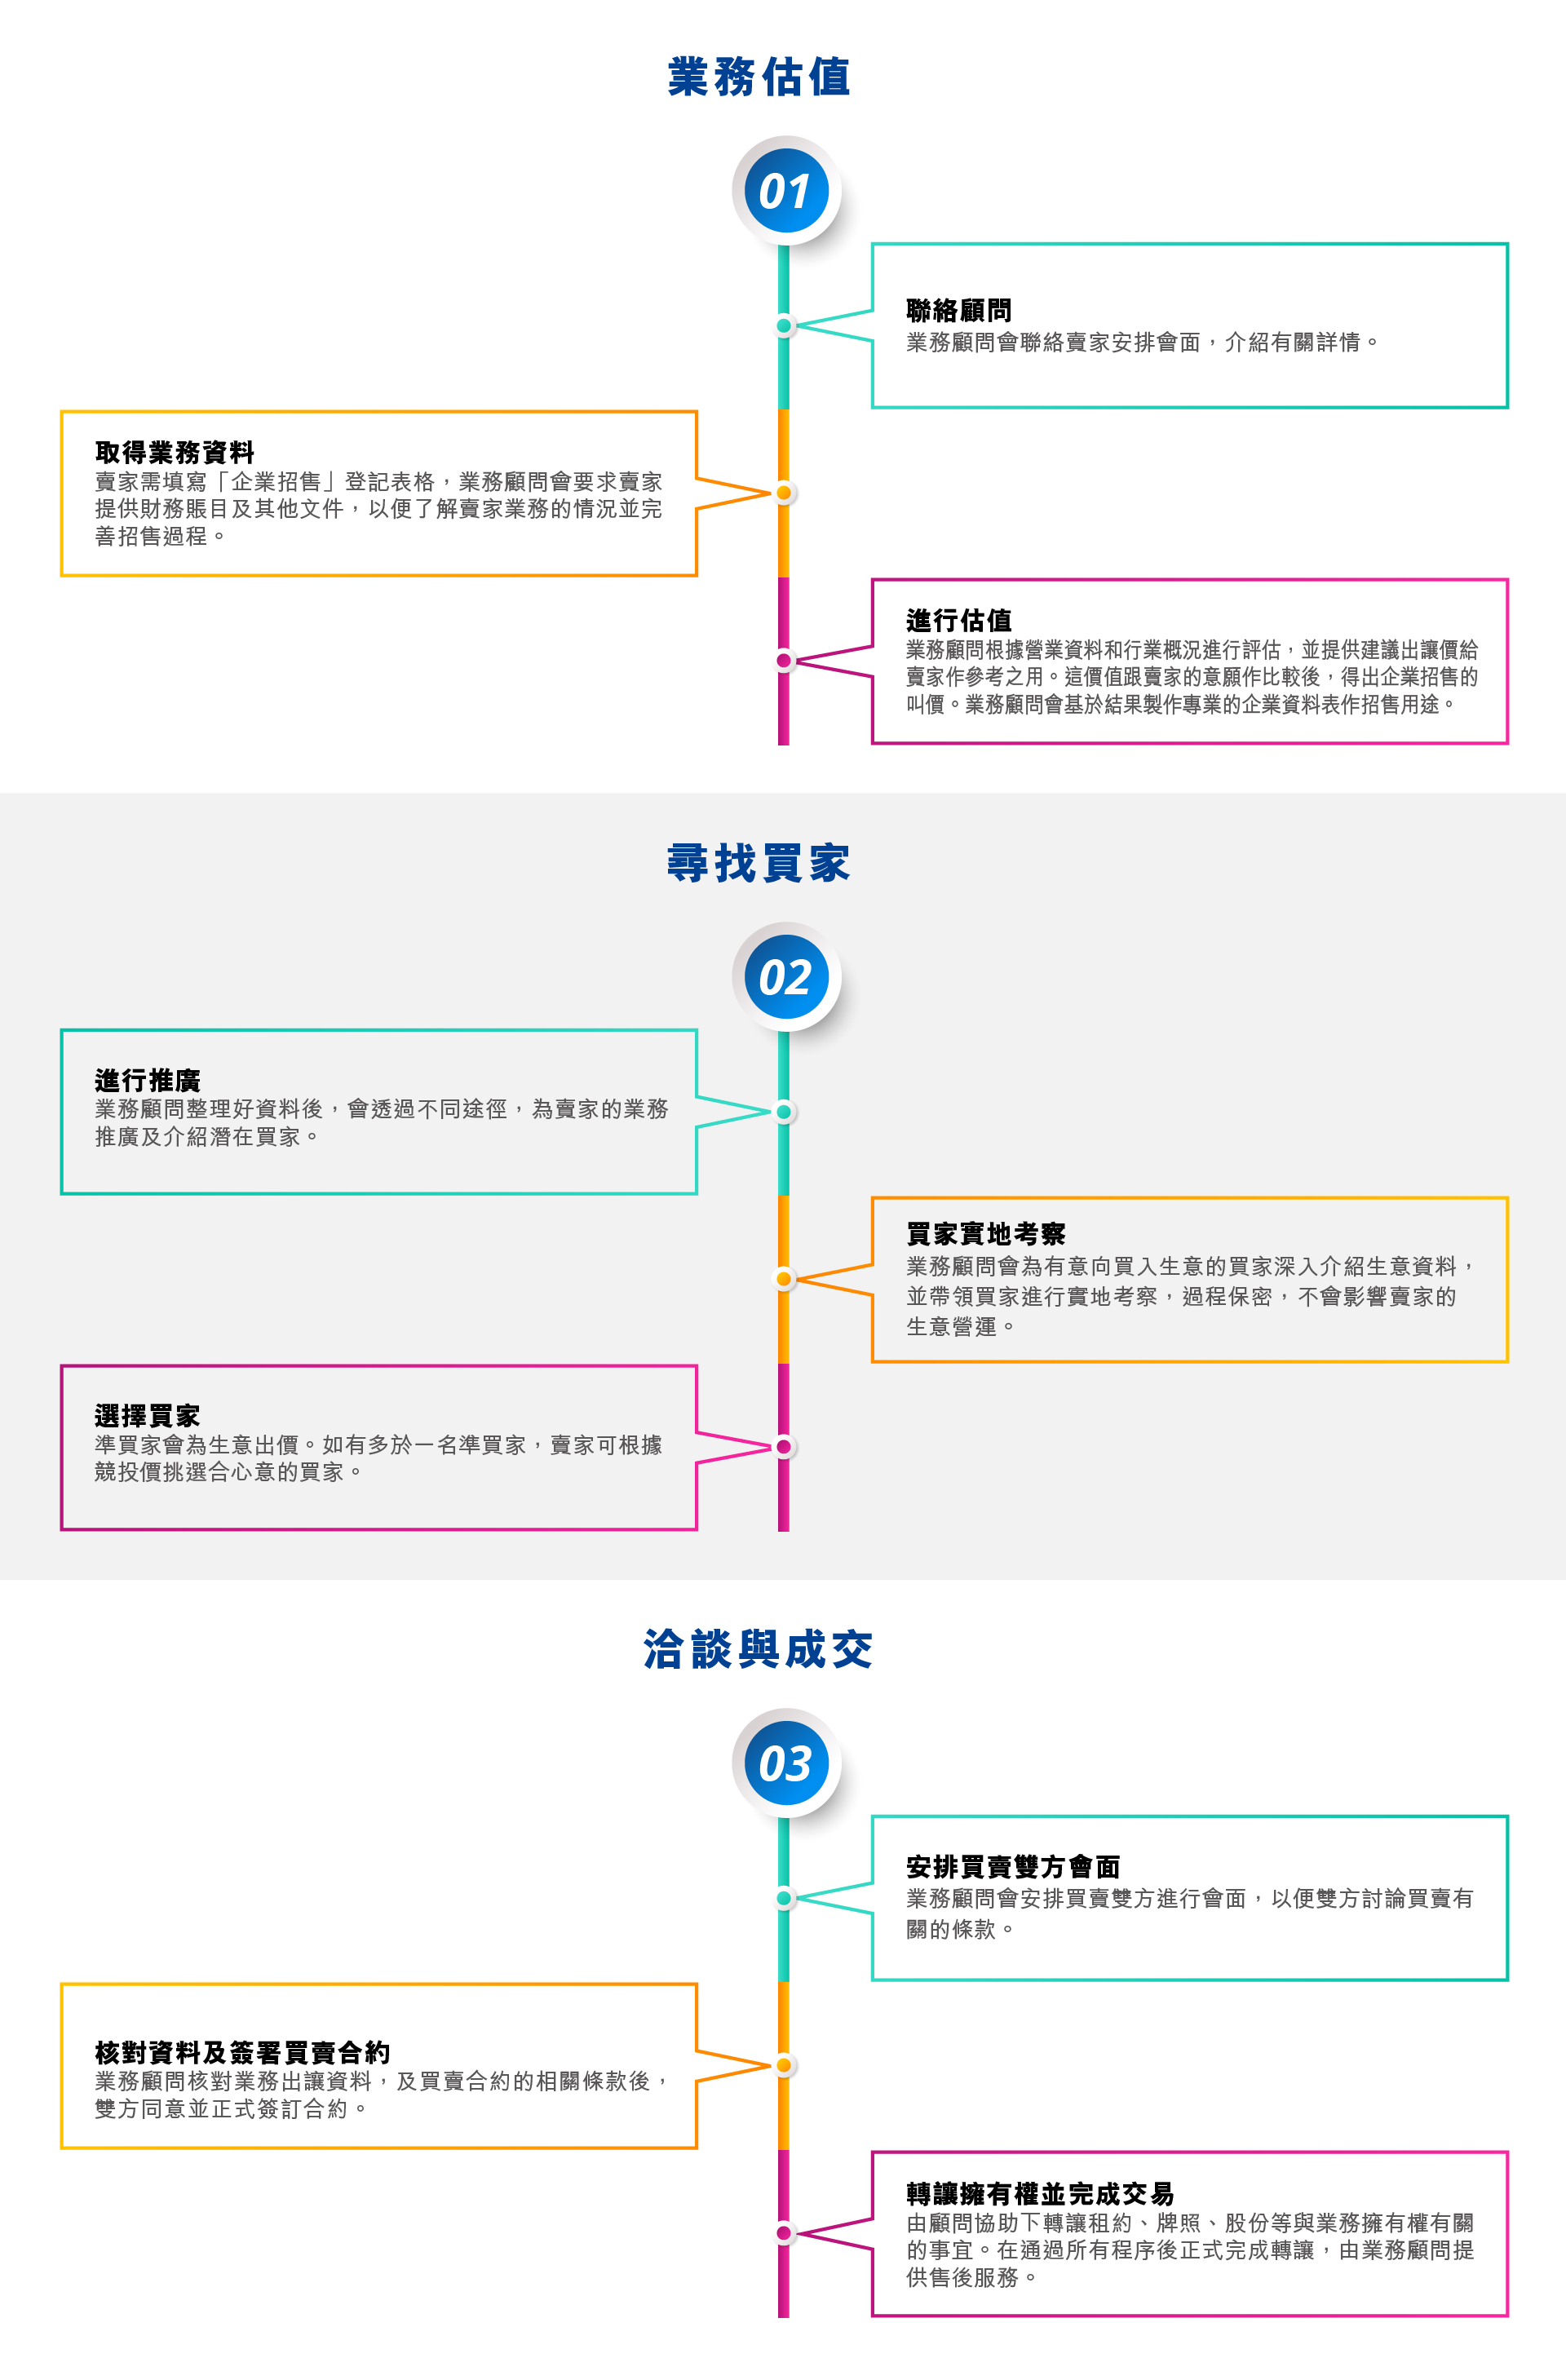 業務估值
01
聯絡顧問
業務顧問會聯絡賣家安排會面，介紹有關詳情。
取得業務資料
賣家需填寫「企業招售」登記表格，業務顧問會要求賣家
提供財務賬目及其他文件，以便了解賣家業務的情況並完
善招售過程。
進行估值
業務顧問根據營業資料和行業概況進行評估，並提供建議出讓價給
賣家作參考之用。這價值跟賣家的意願作比較後，得出企業招售的
叫價。業務顧問會基於結果製作專業的企業資料表作招售用途。
尋找買家
02
進行推廣
業務顧問整理好資料後，會透過不同途徑，為賣家的業務
推廣及介紹潛在買家。
買家實地考察
業務顧問會為有意向買入生意的買家深入介紹生意資料，
並帶領買家進行實地考察，過程保密，不會影響賣家的
生意營運。
選擇買家
準買家會為生意出價。如有多於一名準買家，賣家可根據
競投價挑選合心意的買家。
洽談與成交
03
安排買賣雙方會面
業務顧問會安排買賣雙方進行會面，以便雙方討論買賣有
關的條款。
核對資料及簽署買賣合約
業務顧問核對業務出讓資料，及買賣合約的相關條款後，
雙方同意並正式簽訂合約。
轉讓擁有權並完成交易
由顧問協助下轉讓租約、牌照、股份等與業務擁有權有關
的事宜。在通過所有程序後正式完成轉讓，由業務顧問提
供售後服務。